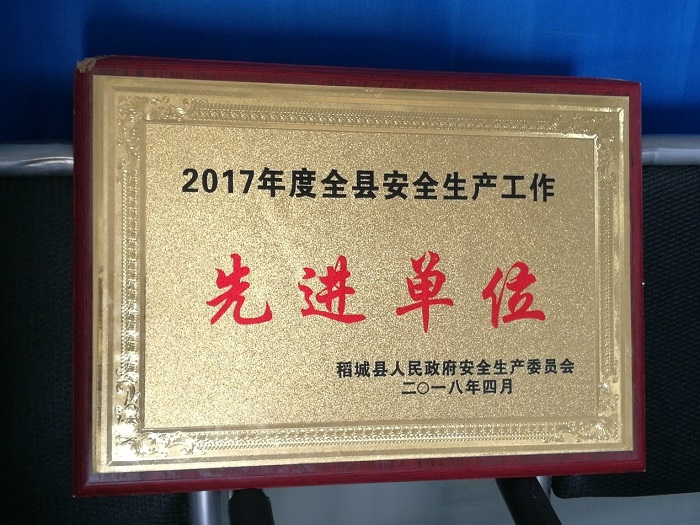 2017年度全县安全生产工作
先进单位
稻城县人民政府安全生产委员会
二〇一八年四月